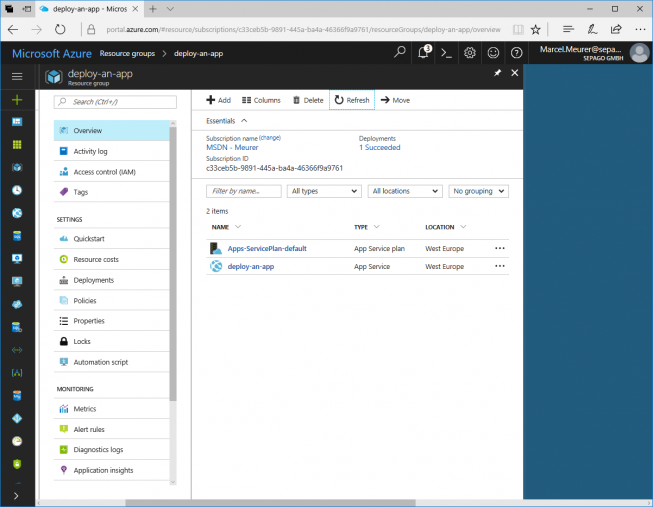 deploy-an-app - Micros
portal.azure.com/#resource/subscriptions/c33ceb5b-9891-445a-ba4a-46366f9a9761/resourceGroups/deploy-an-app/overview
Microsoft Azure Resource groups > deploy-an-app
3
Marcel.Meurer@sepa...
SEPAGO GMBH
deploy-an-app
Resource group
Search (Ctrl+/)
Overview
Activity log
Access control (IAM)
Tags
SETTINGS
Quickstart
Resource costs
Deployments
Policies
Properties
Locks
Automation script
MONITORING
Metrics
Alert rules
Diagnostics logs
Application insights
Add Columns Delete Refresh Move
Essentials
Subscription name (change)
MSDN - Meurer
Subscription ID
c33ceb5b-9891-445a-ba4a-46366f9a9761
Deployments
1 Succeeded
Filter by name... All types All locations No grouping
2 items
NAME TYPE LOCATION
Apps-ServicePlan-default App Service plan West Europe
deploy-an-app App Service West Europe